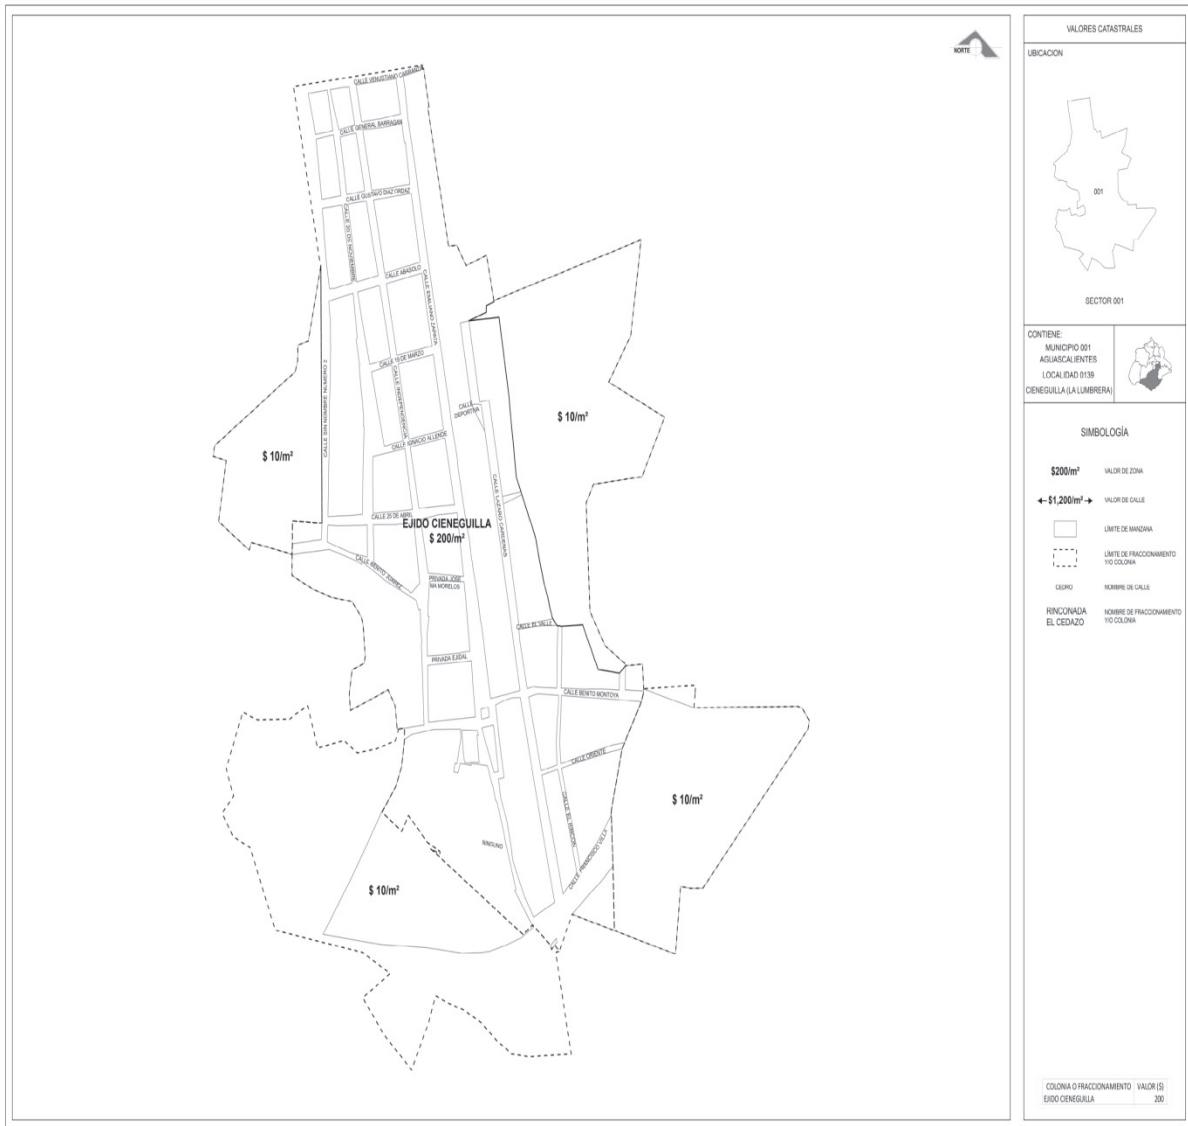 NORTE
CALLE VENUSTIANO CARRANZA
CALLE GENERAL BARRAGAN
CALLE GUSTAVO DIAZ ORDAZ
CALLE 20 DE NOVIEMBRE
CALLE ABASOLO
CALLE EMILIANO ZAPATA
CALLE SIN NOMBRE NUMERO 2
CALLE 18 DE MARZO
CALLE INDEPENDENCIA
CALLE
DEPORTIVA
$ 10/m²
CALLE IGNACIO ALLENDE
$ 10/m²
CALLE LAZARO CARDENAS
CALLE 25 DE ABRIL
EJIDO CIENEGUILLA
$ 200/m²
CALLE BENITO JUAREZ
PRIVADA JOSE
MA MORELOS
CALLE EL VALLE
PRIVADA EJIDAL
CALLE BENITO MONTOYA
CALLE ORIENTE
$ 10/m²
CALLE EL RINCON
CALLE FRANCISCO VILLA
NINGUNO
$ 10/m²
VALORES CATASTRALES
UBICACION
001
SECTOR 001
CONTIENE:
MUNICIPIO 001
AGUASCALIENTES
LOCALIDAD 0139
CIENEGUILLA (LA LUMBRERA)
SIMBOLOGÍA
$200/m² VALOR DE ZONA
$1,200/m² VALOR DE CALLE
LÍMITE DE MANZANA
LÍMITE DE FRACCIONAMIENTO
Y/O COLONIA
CEDRO NOMBRE DE CALLE
RINCONADA
EL CEDAZO
NOMBRE DE FRACCIONAMIENTO
Y/O COLONIA
COLONIA O FRACCIONAMIENTO VALOR ($)
EJIDO CIENEGUILLA 200